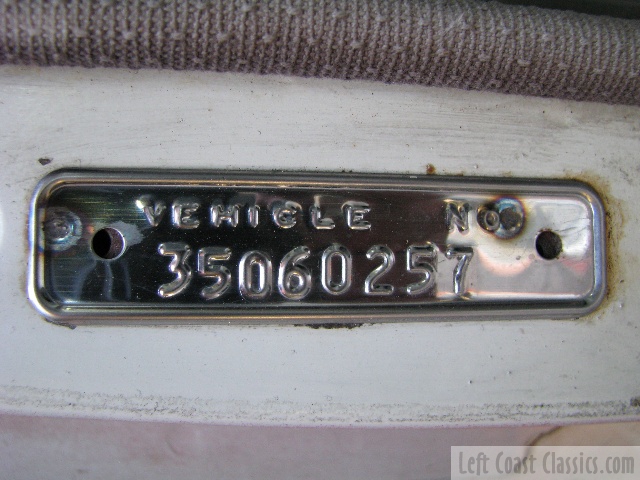 VEHICLE NO
35060257
Left Coast Classics.com